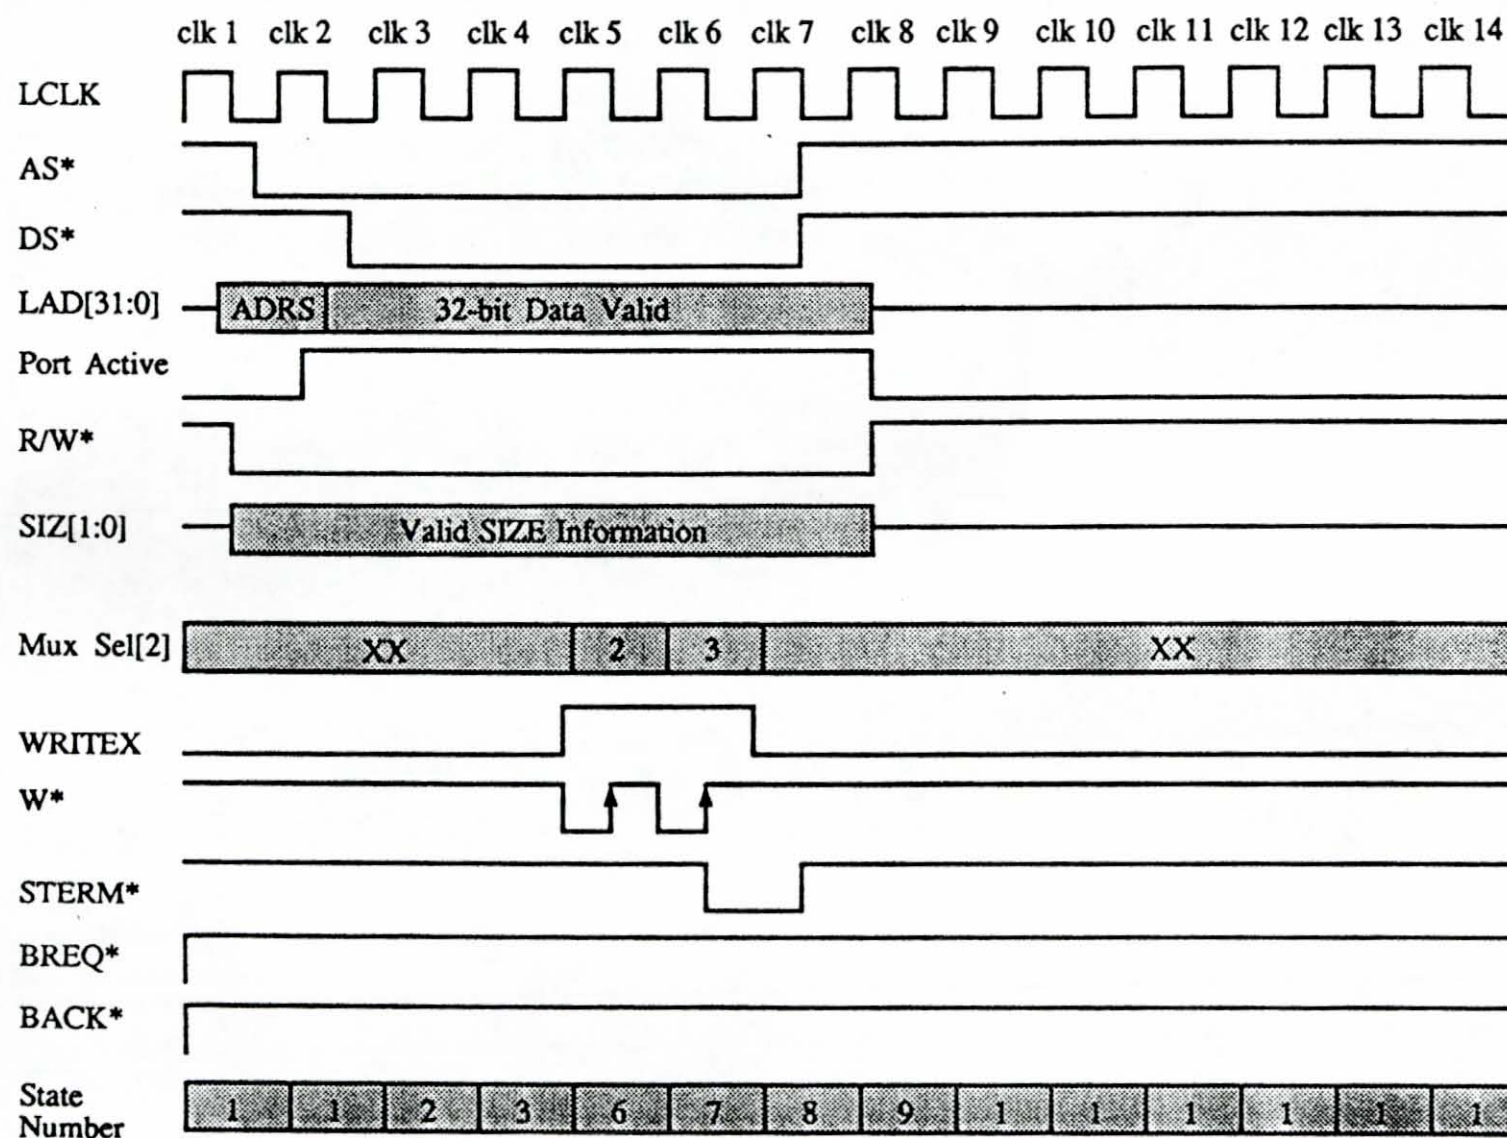 clk 1 clk 2 clk 3 clk 4 clk 5 clk 6 clk 7 clk 8 clk 9 clk 10 clk 11 clk 12 clk 13 clk 14
LCLK
AS*
DS*
LAD[31:0] ADRS 32-bit Data Valid
Port Active
R/W*
SIZ[1:0] Valid SIZE Information
Mux Sel[2] XX 2 3 XX
WRITEX
W*
STERM*
BREQ*
BACK*
State
Number 1 1 2 3 6 7 8 9 1 1 1 1 1 1